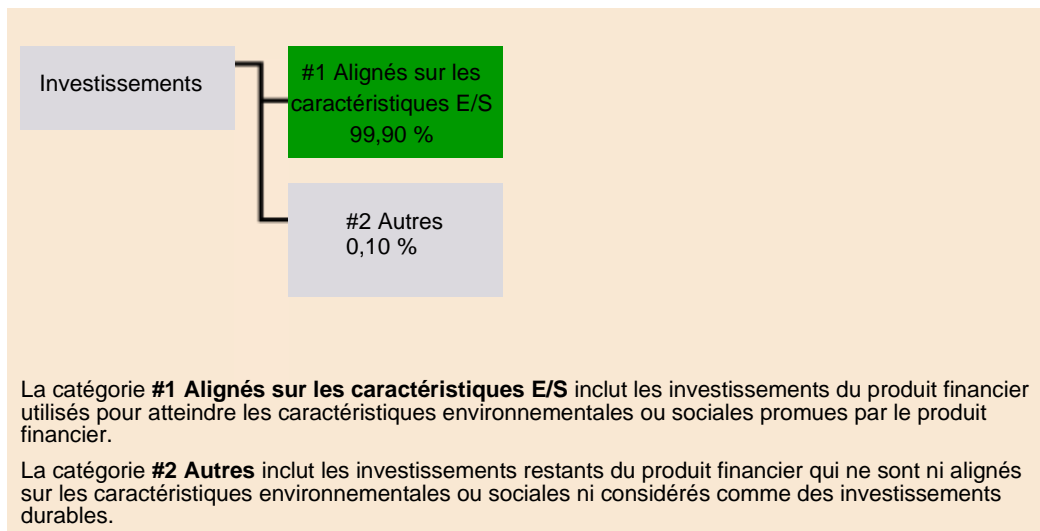 Investissements
#1 Alignés sur les
caractéristiques E/S
99,90 %
#2 Autres
0,10 %
La catégorie #1 Alignés sur les caractéristiques E/S inclut les investissements du produit financier
utilisés pour atteindre les caractéristiques environnementales ou sociales promues par le produit
financier.
La catégorie #2 Autres inclut les investissements restants du produit financier qui ne sont ni alignés
sur les caractéristiques environnementales ou sociales ni considérés comme des investissements
durables.